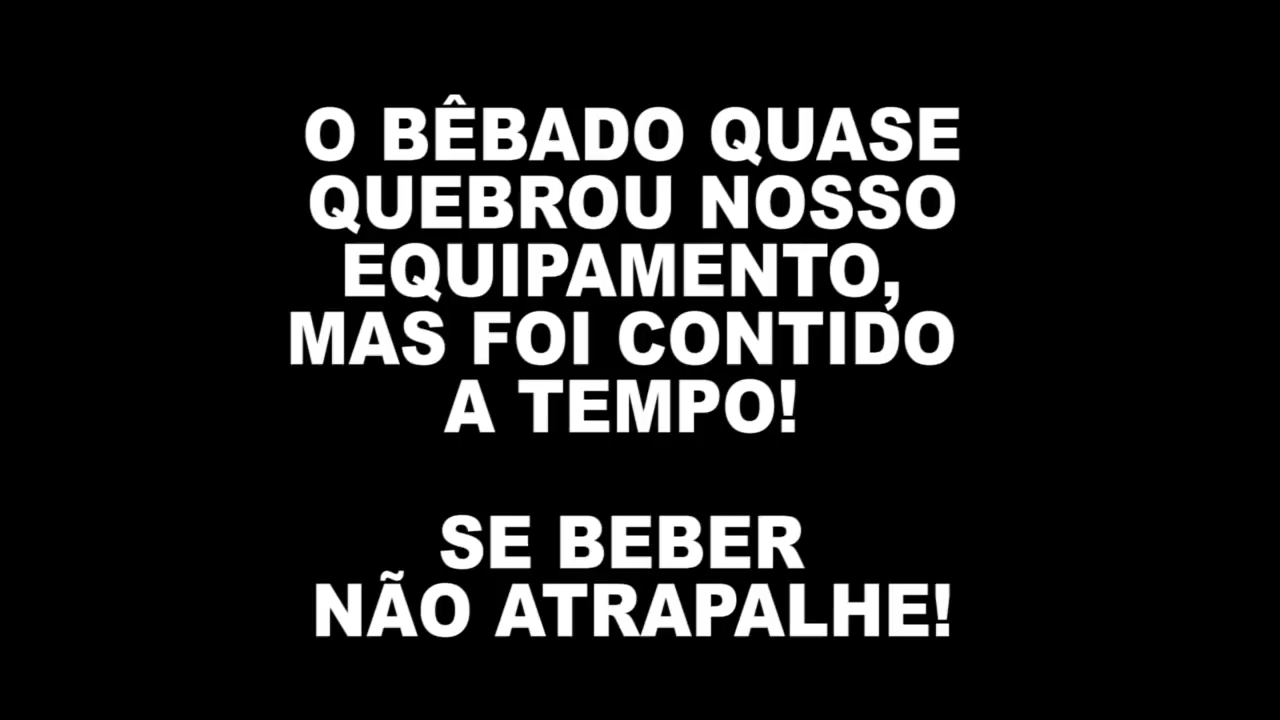 O BÊBADO QUASE
QUEBROU NOSSO
EQUIPAMENTO,
MAS FOI CONTIDO
A TEMPO!
SE BEBER
NÃO ATRAPALHE!